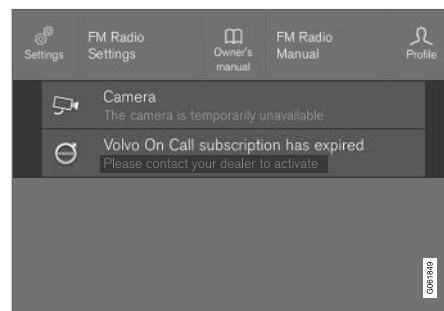 Settings
FM Radio Settings
Owner's manual
FM Radio Manual
Profile
Camera
The camera is temporarily unavailable
Volvo On Call subscription has expired
Please contact your dealer to activate
G061849